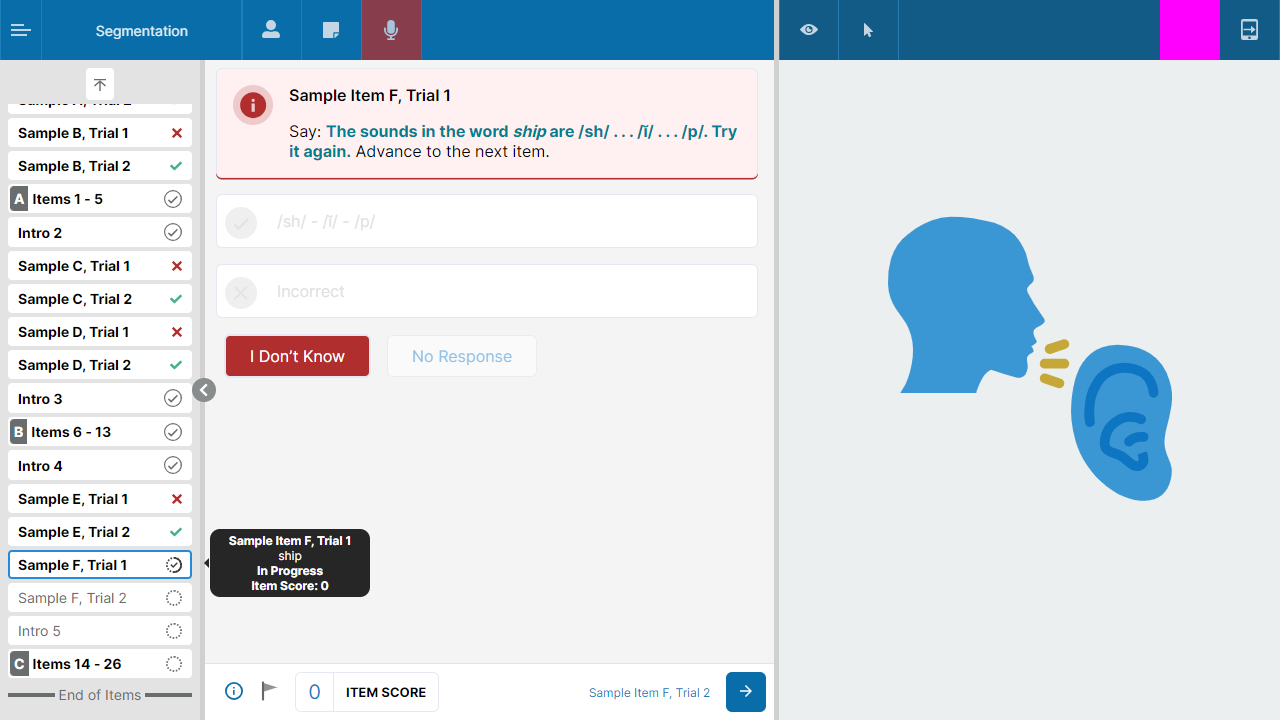 Segmentation
Sample B, Trial 1
Sample B, Trial 2
A Items 1 - 5
Intro 2
Sample C, Trial 1
Sample C, Trial 2
Sample D, Trial 1
Sample D, Trial 2
Intro 3
B Items 6 - 13
Intro 4
Sample E, Trial 1
Sample E, Trial 2
Sample F, Trial 1
Sample F, Trial 2
Intro 5
C Items 14 - 26
End of Items
Sample Item F, Trial 1
Say: The sounds in the word ship are /sh/ . . . /ĭ/ . . . /p/. Try
it again. Advance to the next item.
/sh/ - /ĭ/ - /p/
Incorrect
I Don’t Know
No Response
Sample Item F, Trial 1
ship
In Progress
Item Score: 0
0 ITEM SCORE
Sample Item F, Trial 2